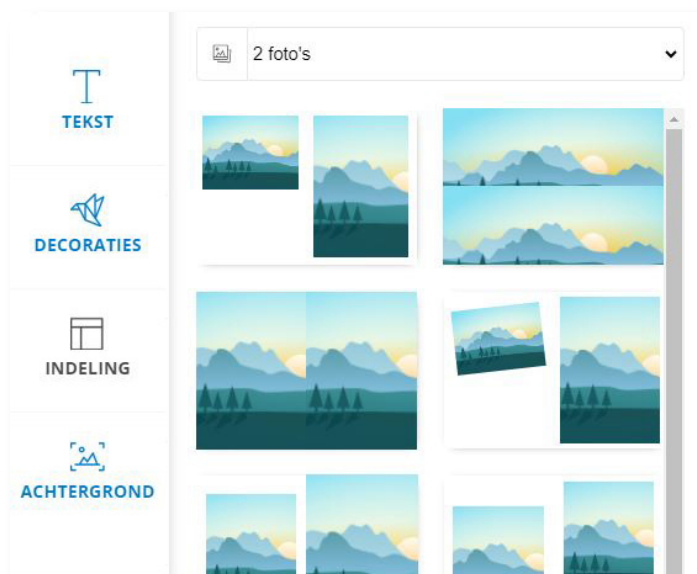 2 foto's
TEKST
DECORATIES
INDELING
ACHTERGROND